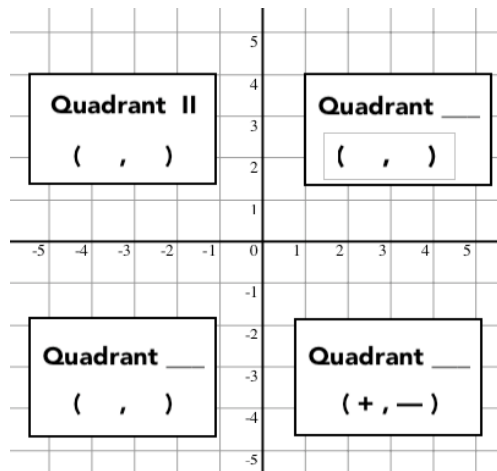 5
4
Quadrant II
Quadrant ___
3
( , )
( , )
2
1
-5 -4 -3 -2 -1 0 1 2 3 4 5
-1
-2
Quadrant ___
Quadrant ___
-3
( , )
(+, —)
-4
-5